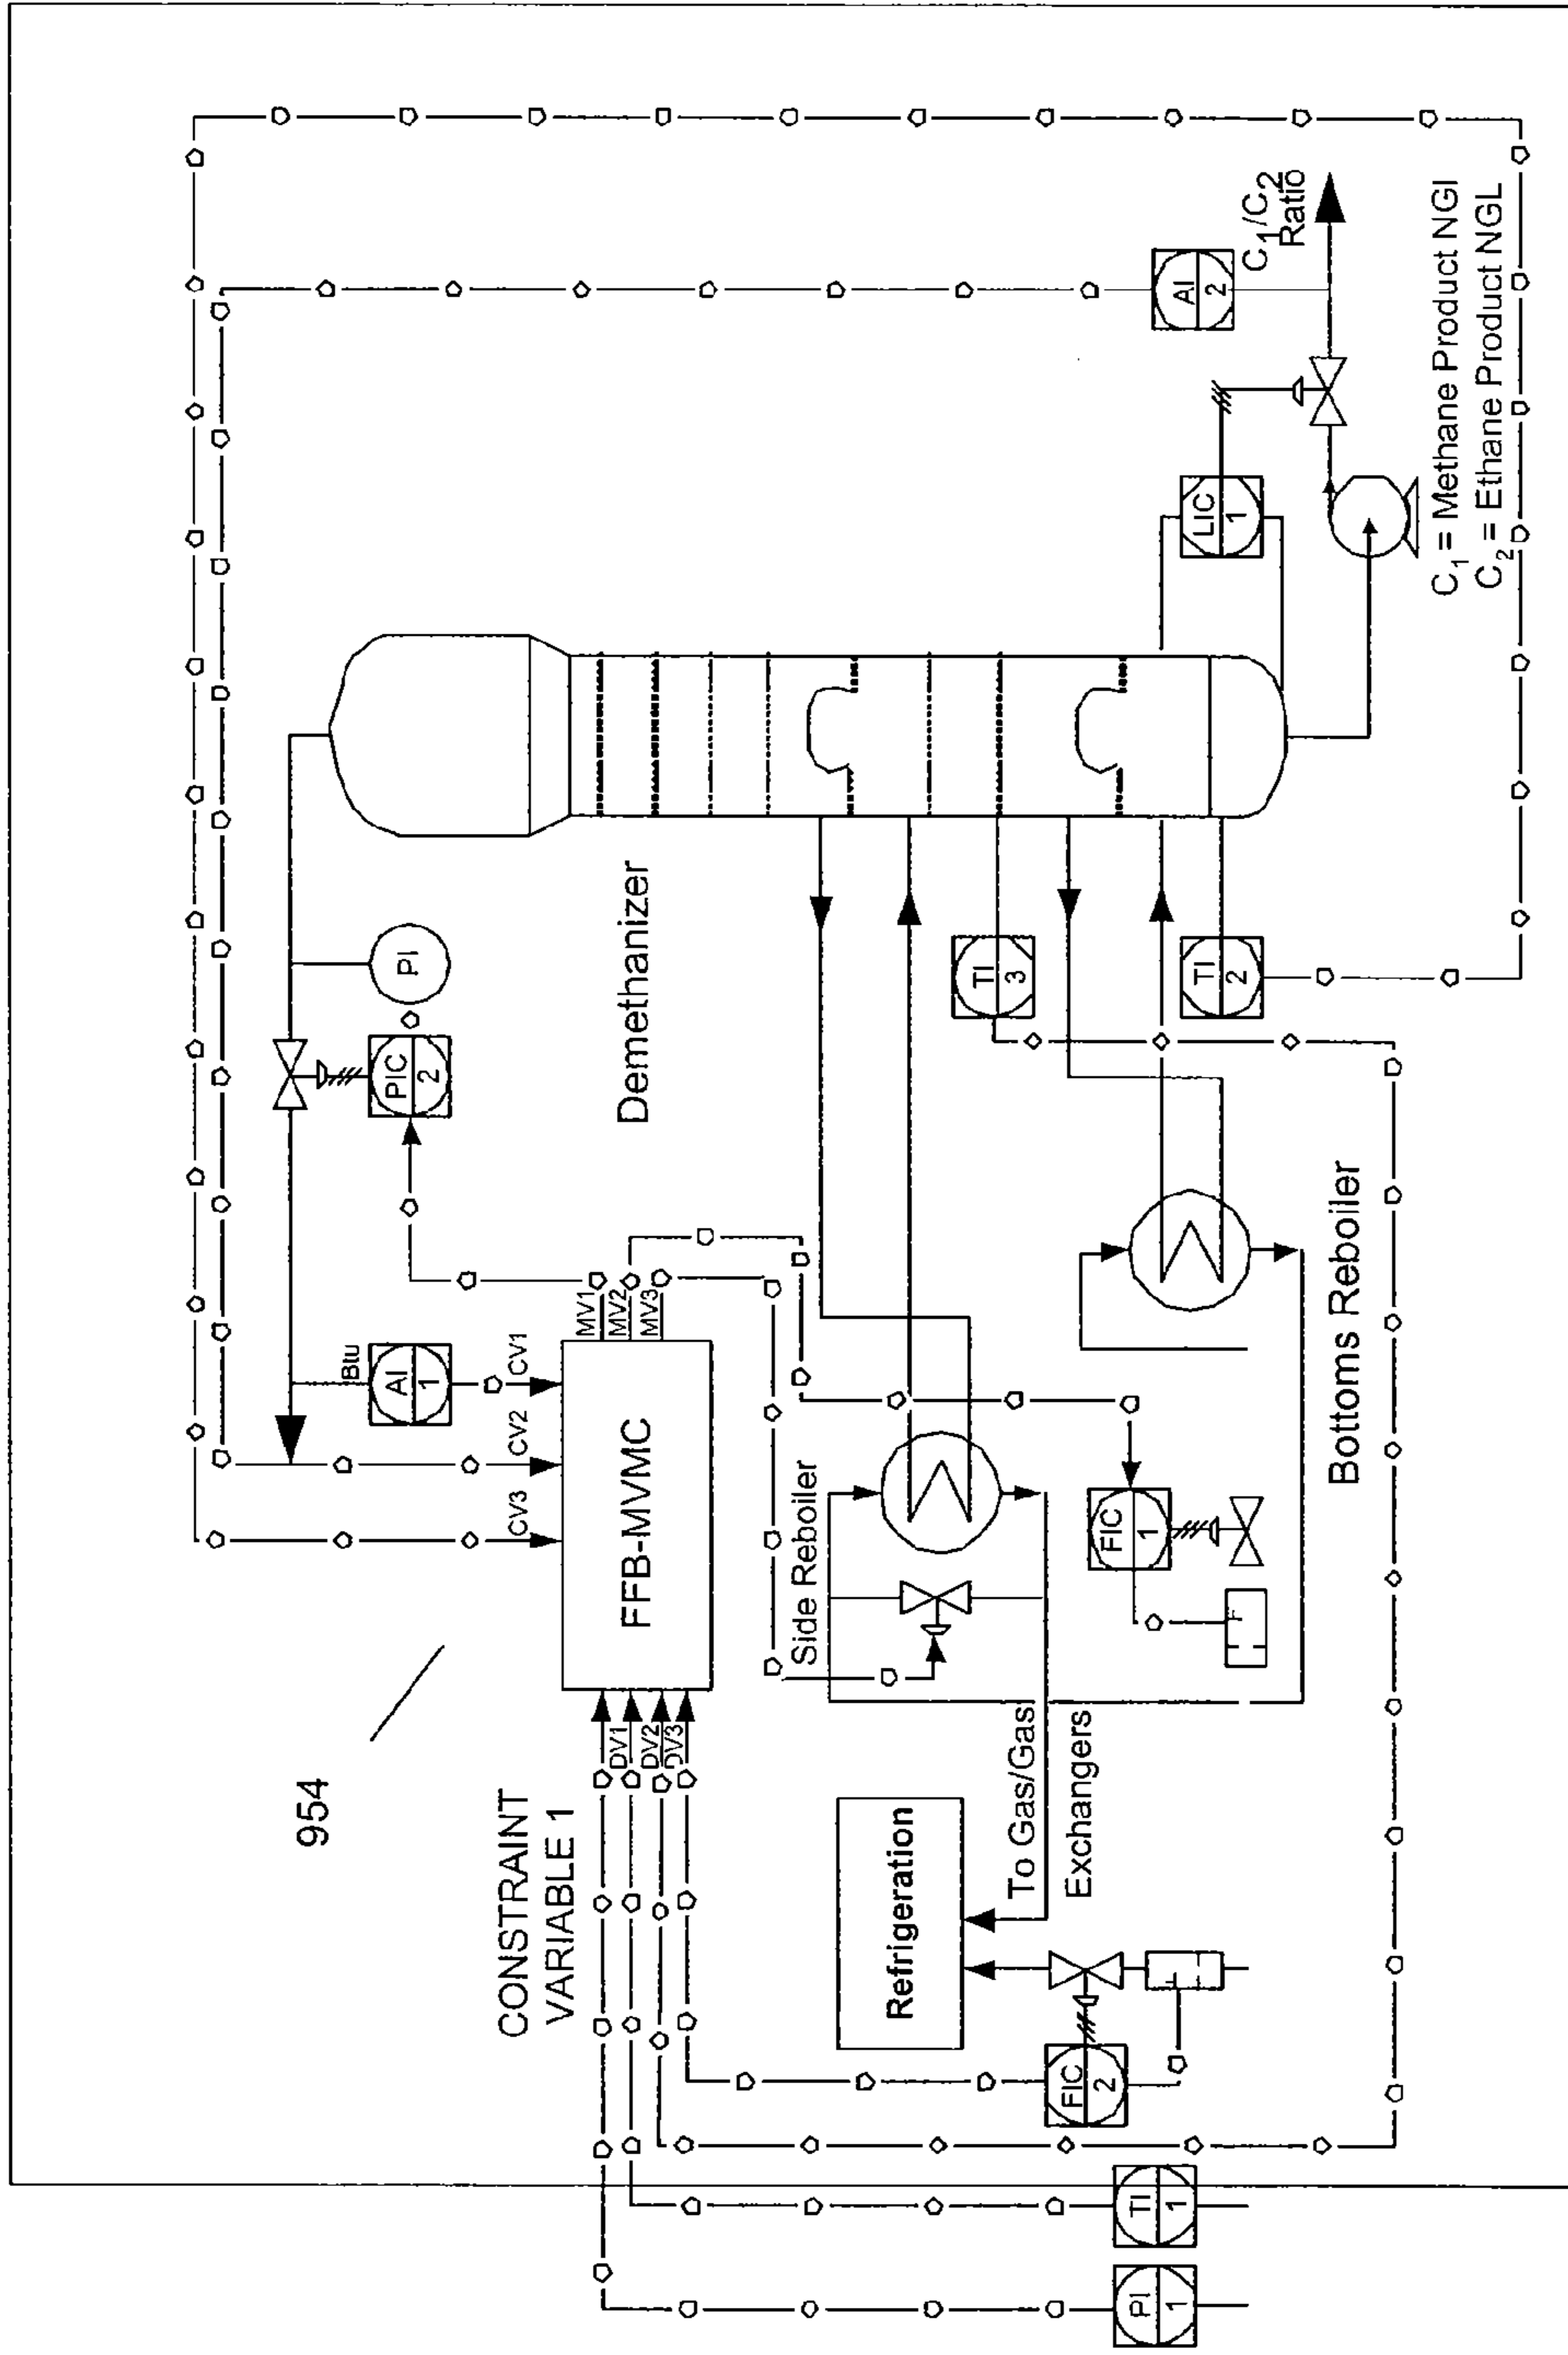 954
CONSTRAINT
VARIABLE 1
DV1
DV2
DV3
FFB-MVMC
CV3
CV2
CV1
MV1
MV2
MV3
Btu
AI
1
PIC
2
PI
Demethanizer
TI
3
TI
2
LIC
1
AI
2
C₁/C₂
Ratio
C₁ = Methane Product NGI
C₂ = Ethane Product NGL
Side Reboiler
Bottoms Reboiler
FIC
1
F
Refrigeration
To Gas/Gas
Exchangers
FIC
2
F
TI
1
PI
1